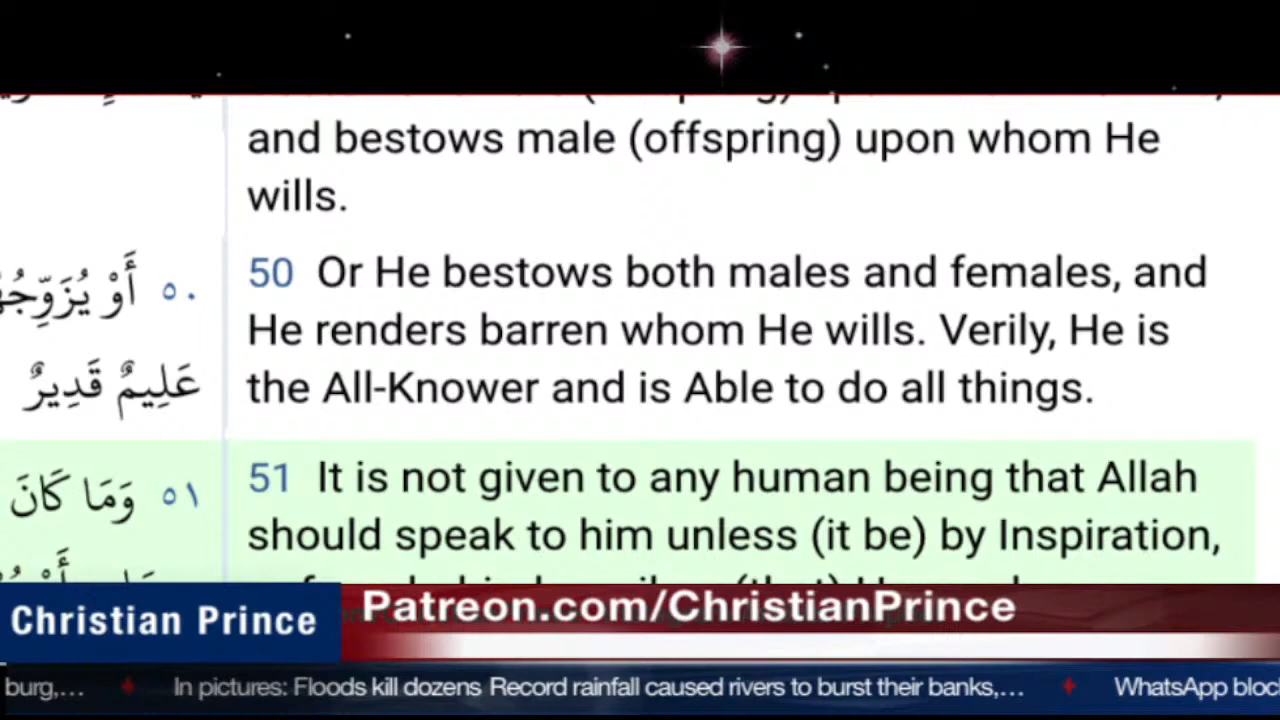 and bestows male (offspring) upon whom He
wills.
٥٠ أَوْ يُزَوِّجُهُ
50 Or He bestows both males and females, and
He renders barren whom He wills. Verily, He is
عَلِيمٌ قَدِيرٌ
the All-Knower and is Able to do all things.
٥١ وَمَا كَانَ
51 It is not given to any human being that Allah
should speak to him unless (it be) by Inspiration,
Christian Prince
Patreon.com/ChristianPrince
burg,... In pictures: Floods kill dozens Record rainfall caused rivers to burst their banks,... WhatsApp